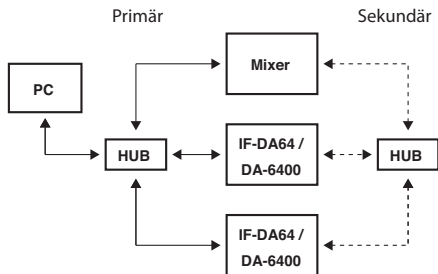 Primär
Sekundär
Mixer
PC
HUB
IF-DA64 /
DA-6400
HUB
IF-DA64 /
DA-6400